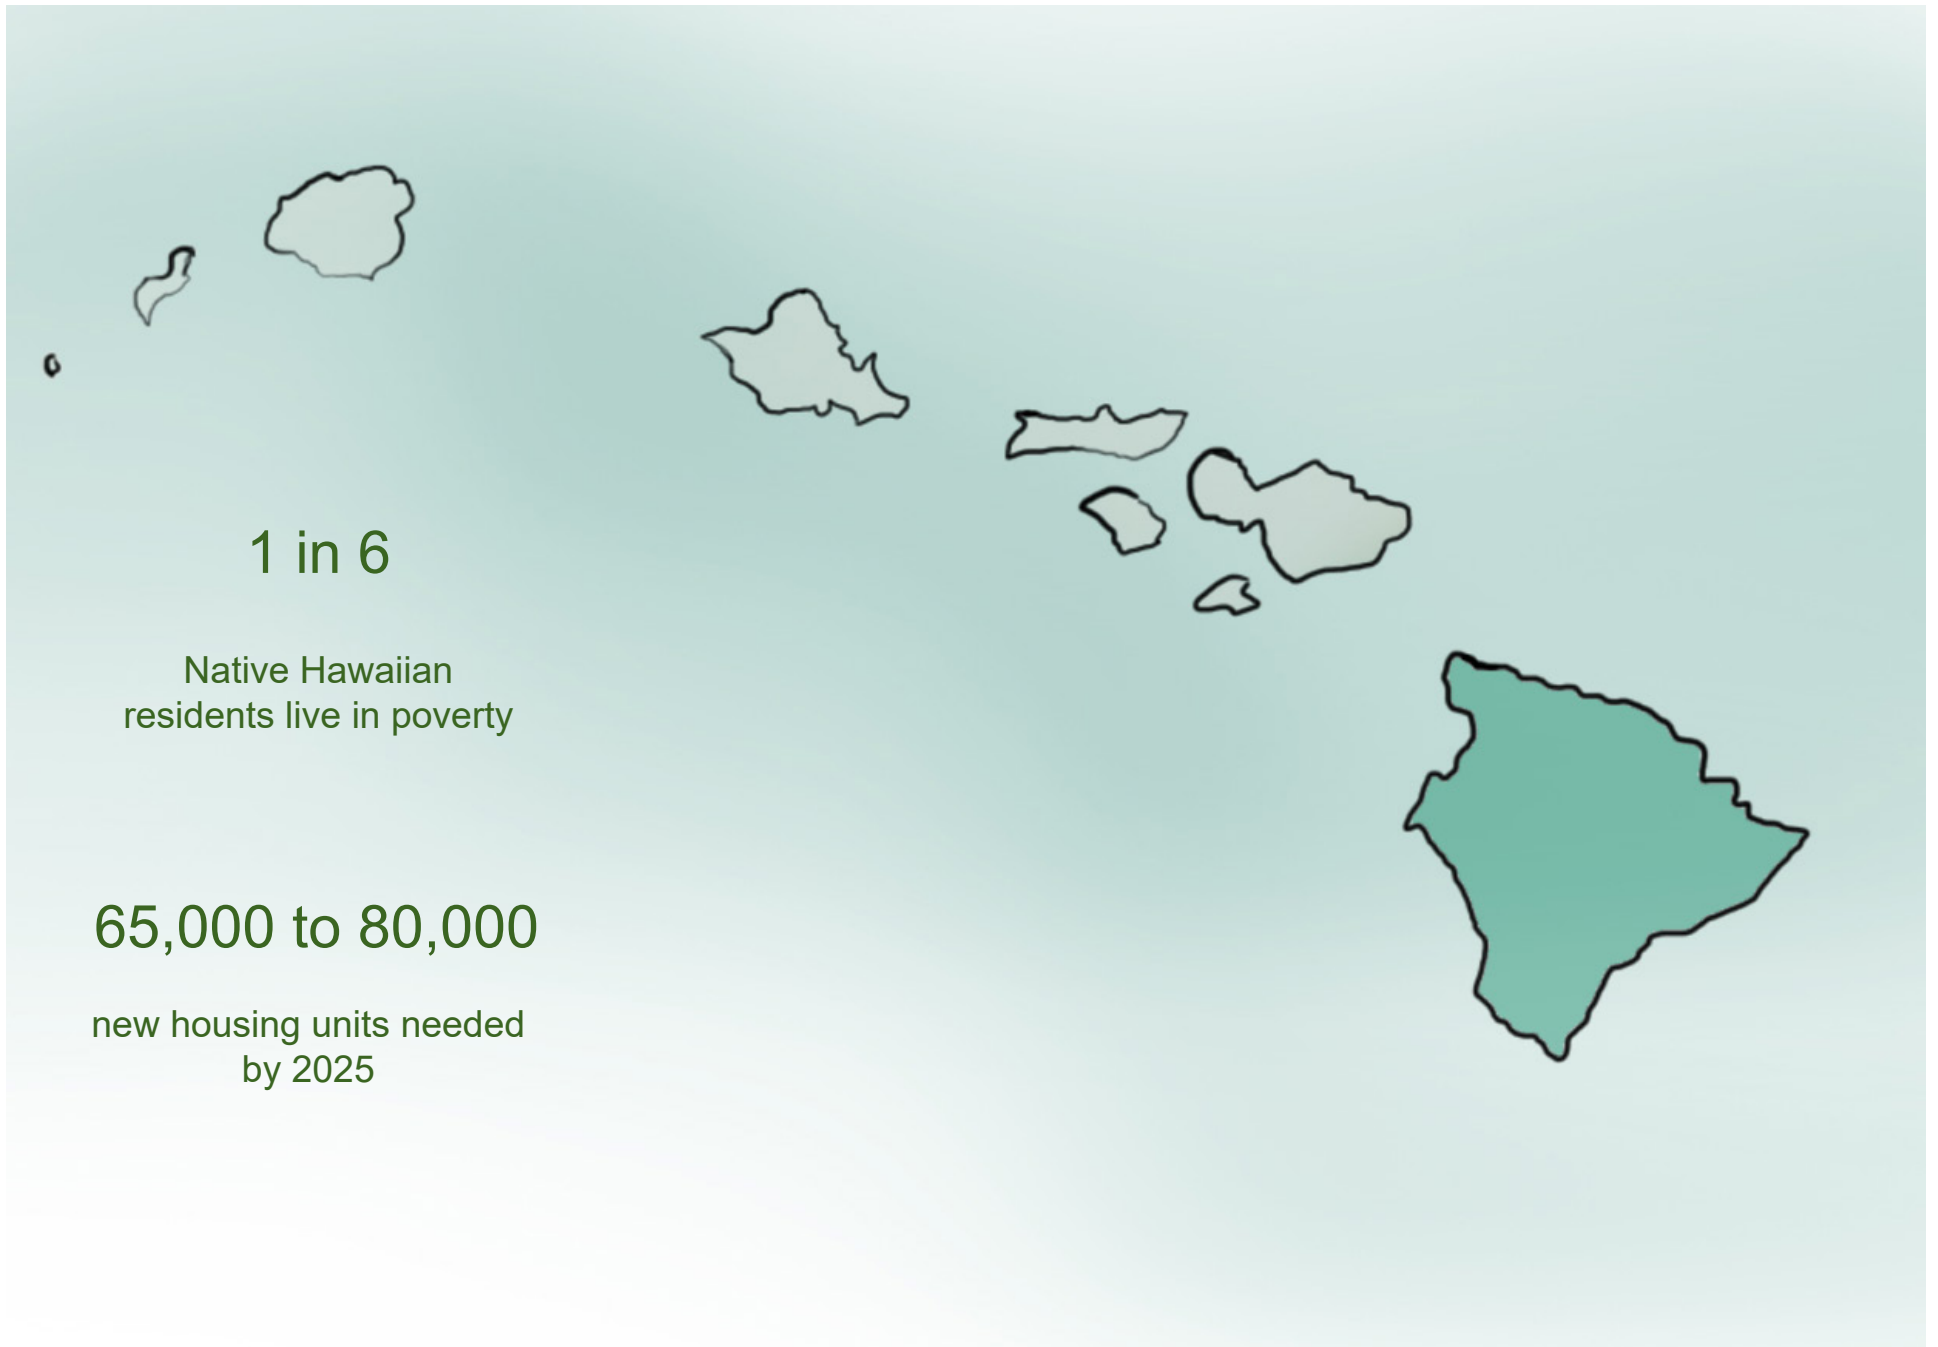 1 in 6
Native Hawaiian
residents live in poverty
65,000 to 80,000
new housing units needed
by 2025